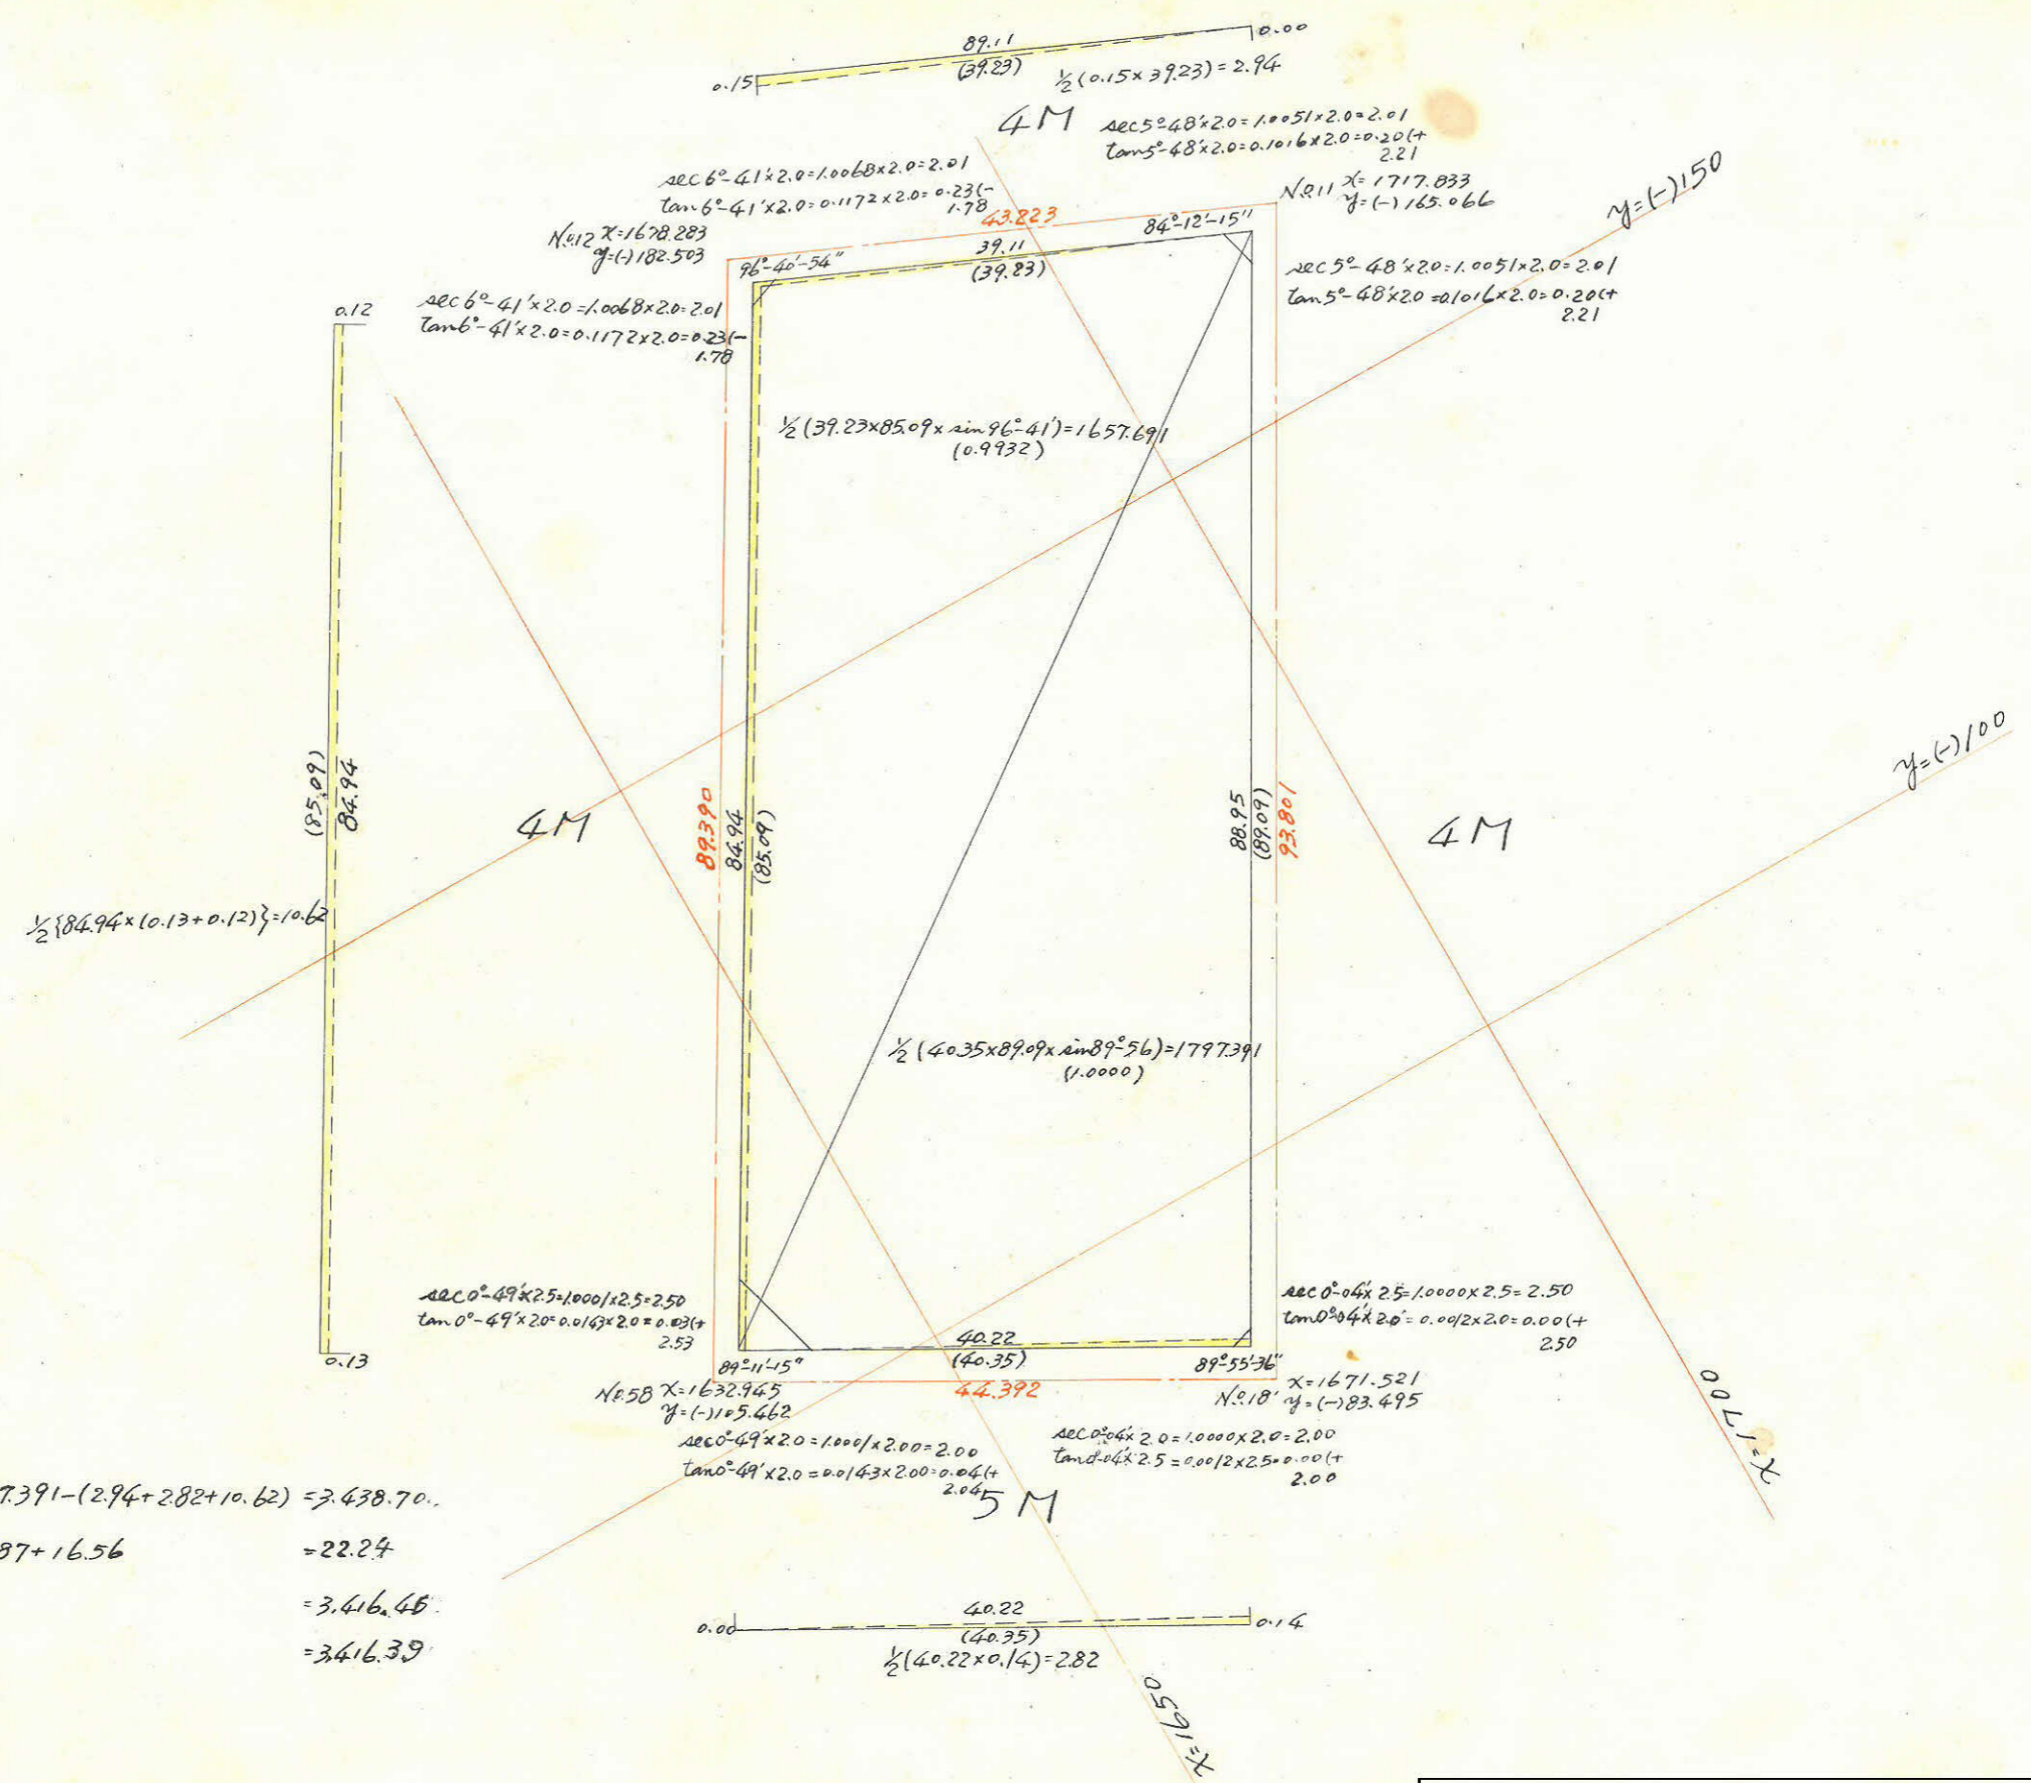 89.11
(39.23)
0.00
0.15
½(0.15×39.23)=2.94
4M
sec5°-48'×2.0=1.0051×2.0=2.01
tan5°-48'×2.0=0.1016×2.0=0.20(+
2.21
sec6°-41'×2.0=1.0068×2.0=2.01
tan6°-41'×2.0=0.1172×2.0=0.23(-
1.78
No.11 X=1717.833
y=(-)165.066
y=(-)150
No.12 X=1678.283
y=(-)182.503
43.823
84°-12'-15"
39.11
(39.23)
96°-40'-54"
sec5°-48'×2.0=1.0051×2.0=2.01
tan5°-48'×2.0=0.1016×2.0=0.20(+
2.21
sec6°-41'×2.0=1.0068×2.0=2.01
tan6°-41'×2.0=0.1172×2.0=0.23(-
1.78
0.12
½(39.23×85.09×sin96°-41')=1657.691
(0.9932)
y=(-)100
(85.09)
84.94
4M
89.390
84.94
(85.09)
88.95
(89.09)
93.801
4M
½{84.94×(0.13+0.12)}=10.62
½(40.35×89.09×sin89°-56)=1797.391
(1.0000)
sec0°-49'×2.5=1.0001×2.5=2.50
tan0°-49'×2.0=0.0143×2.0=0.03(+
2.53
sec0°-04'×2.5=1.0000×2.5=2.50
tan0°-04'×2.0=0.0012×2.0=0.00(+
2.50
0.13
40.22
(40.35)
44.392
89°-11'-15"
89°-55'-36"
No.58 X=1632.945
y=(-)105.462
No.18' X=1671.521
y=(-)83.495
X=1700
sec0°-49'×2.0=1.0001×2.00=2.00
tan0°-49'×2.0=0.0143×2.00=0.04(+
2.04
sec0°-04'×2.0=1.0000×2.0=2.00
tan0°-04'×2.5=0.0012×2.5=0.00(+
2.00
5M
7.391-(2.94+2.82+10.62)=3.438.70
87+16.56 =22.24
=3.416.46
=3.416.39
0.00
40.22
(40.35)
0.14
½(40.22×0.14)=2.82
X=1650